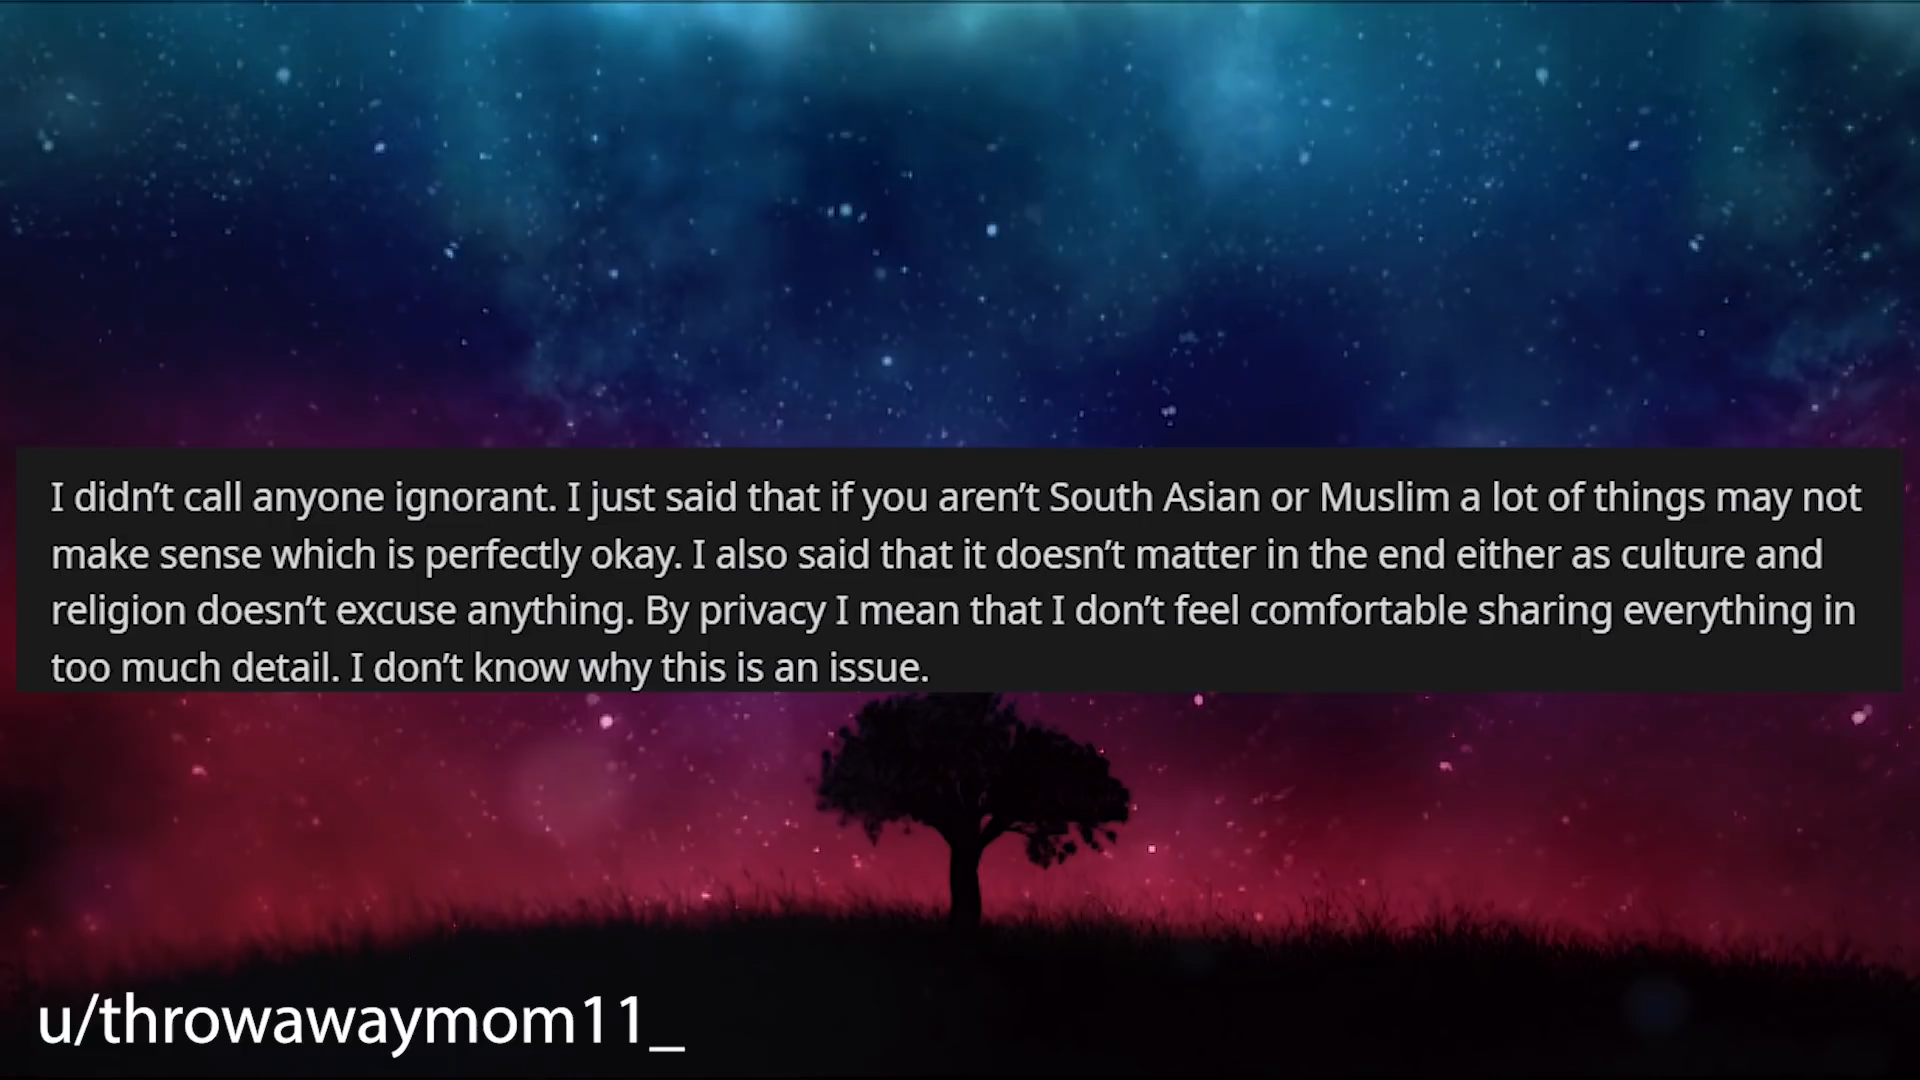 I didn’t call anyone ignorant. I just said that if you aren’t South Asian or Muslim a lot of things may not
make sense which is perfectly okay. I also said that it doesn’t matter in the end either as culture and
religion doesn’t excuse anything. By privacy I mean that I don’t feel comfortable sharing everything in
too much detail. I don’t know why this is an issue.
u/throwawaymom11_